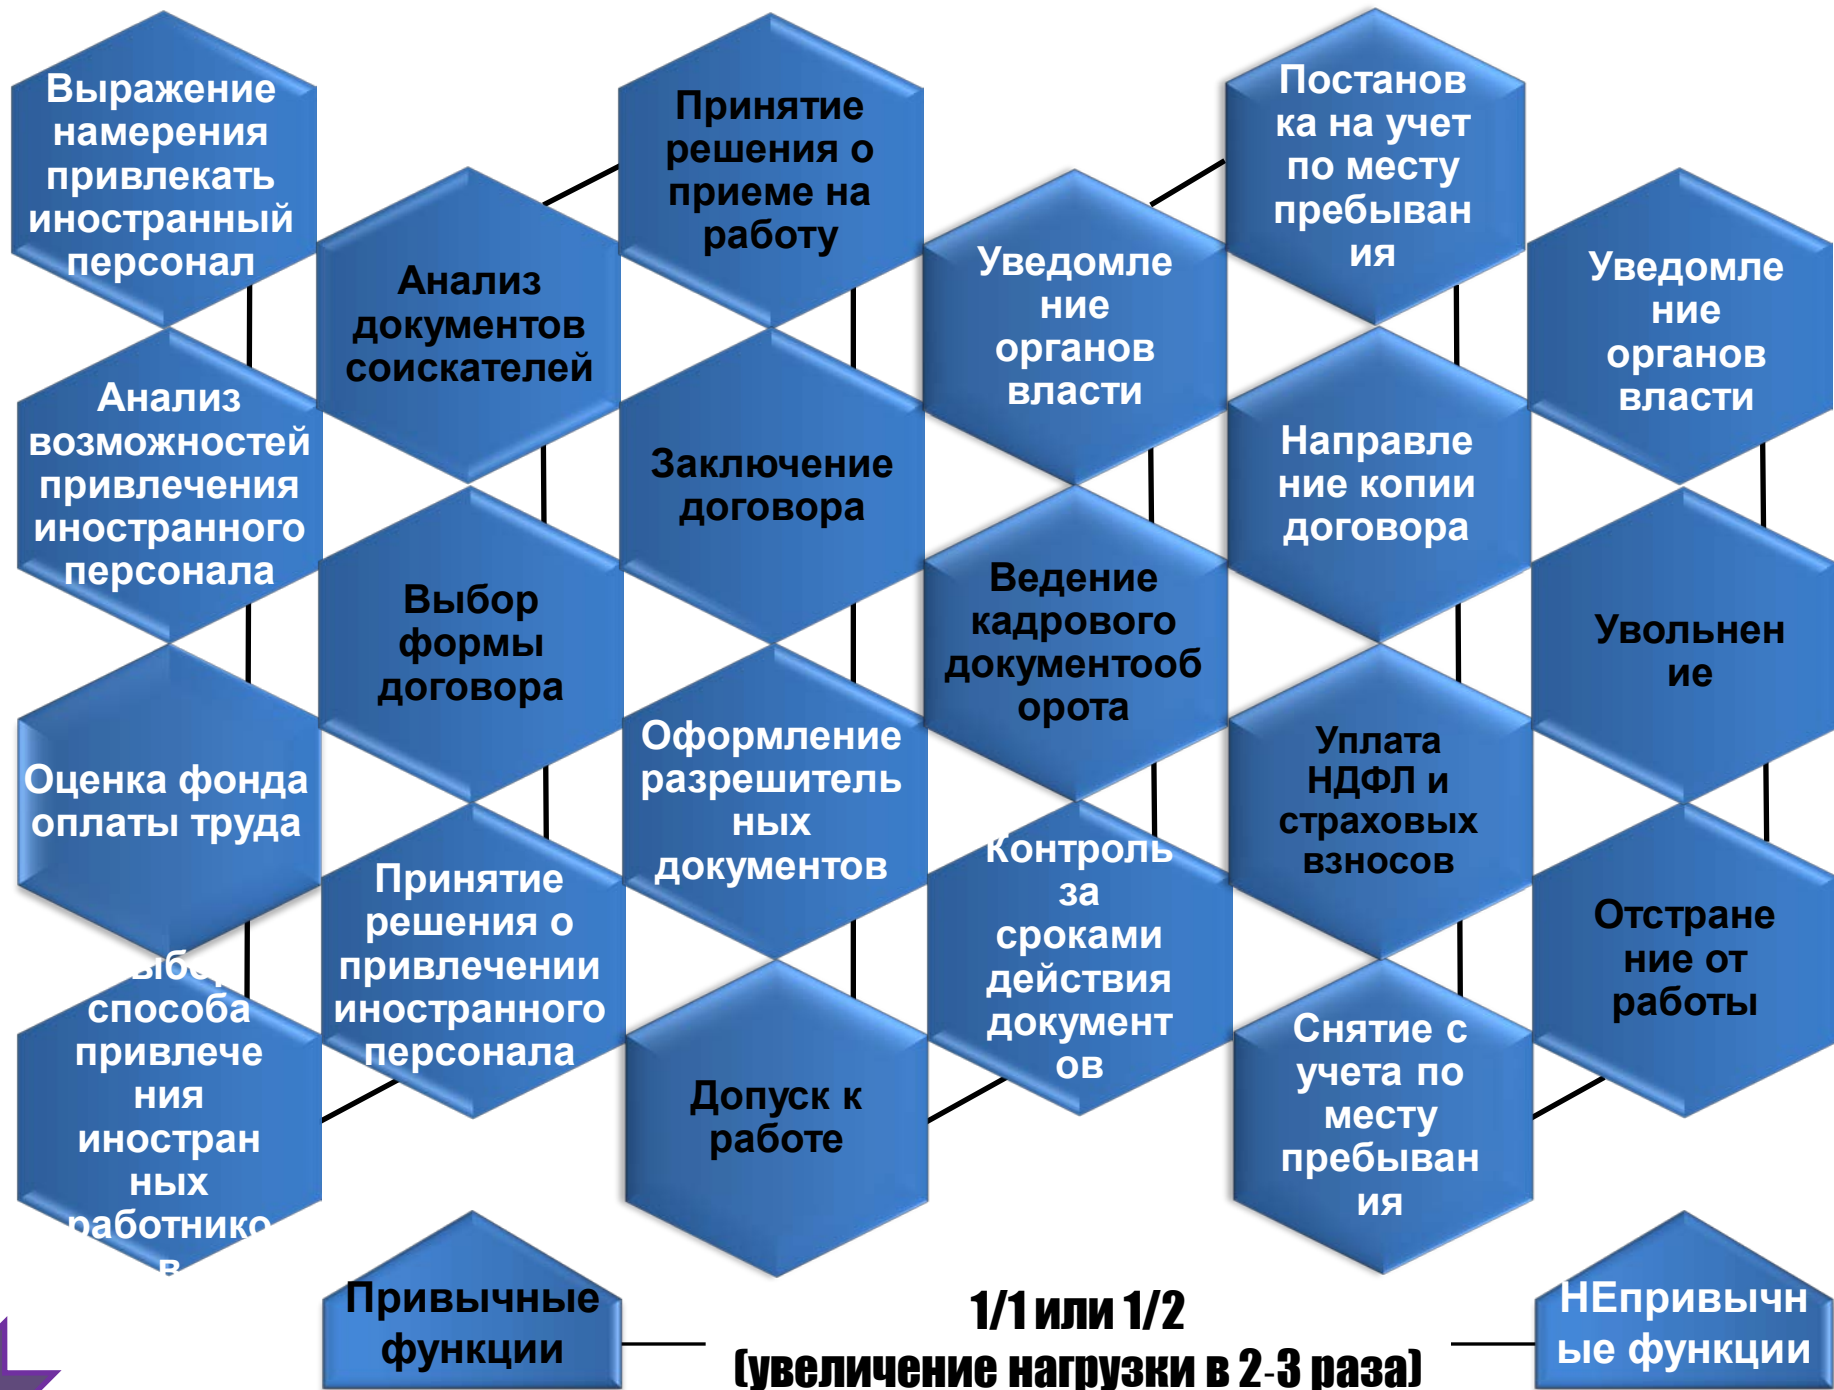 Выражение
намерения
привлекать
иностранный
персонал
Анализ
возможностей
привлечения
иностранного
персонала
Оценка фонда
оплаты труда
способа
привлече
ния
иностран
ных
работнико
в
Анализ
документов
соискателей
Выбор
формы
договора
Принятие
решения о
привлечении
иностранного
персонала
Принятие
решения о
приеме на
работу
Заключение
договора
Оформление
разрешитель
ных
документов
Допуск к
работе
Уведомле
ние
органов
власти
Ведение
кадрового
документооб
орота
Контроль
за
сроками
действия
документ
ов
Постанов
ка на учет
по месту
пребыван
ия
Направле
ние копии
договора
Уплата
НДФЛ и
страховых
взносов
Снятие с
учета по
месту
пребыван
ия
Уведомле
ние
органов
власти
Увольнен
ие
Отстране
ние от
работы
Привычные
функции
1/1 или 1/2
(увеличение нагрузки в 2-3 раза)
НЕпривычн
ые функции